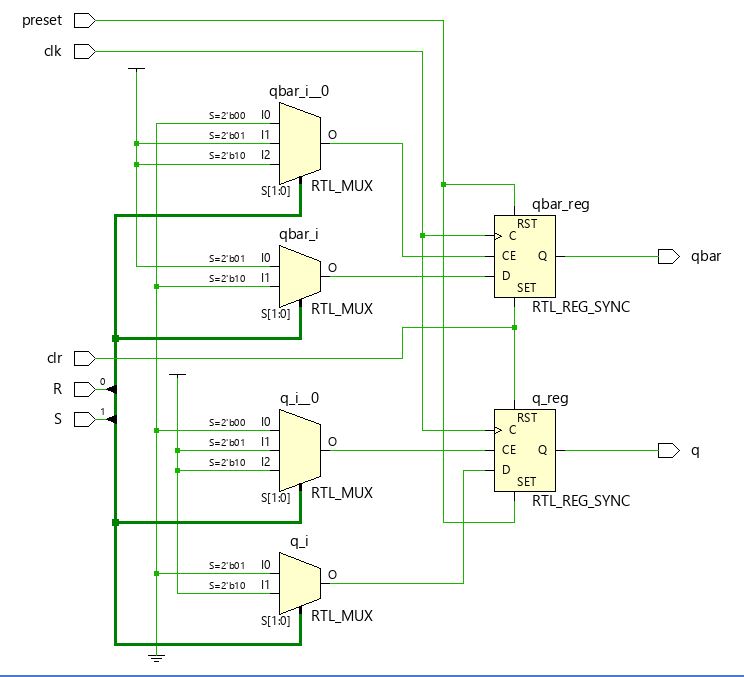 preset
clk
qbar_i__0
S=2'b00 I0
S=2'b01 I1 O
S=2'b10 I2
S[1:0] RTL_MUX
qbar_reg
RST
C
CE Q
D
SET
RTL_REG_SYNC
qbar
qbar_i
S=2'b01 I0
O
S=2'b10 I1
S[1:0] RTL_MUX
clr
R 0
S 1
q_i__0
S=2'b00 I0
S=2'b01 I1 O
S=2'b10 I2
S[1:0] RTL_MUX
q_reg
RST
C
CE Q
D
SET
RTL_REG_SYNC
q
q_i
S=2'b01 I0
O
S=2'b10 I1
S[1:0] RTL_MUX